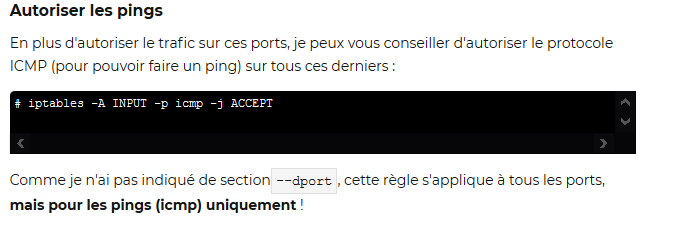 Autoriser les pings
En plus d'autoriser le trafic sur ces ports, je peux vous conseiller d'autoriser le protocole
ICMP (pour pouvoir faire un ping) sur tous ces derniers :
# iptables -A INPUT -p icmp -j ACCEPT
Comme je n'ai pas indiqué de section --dport , cette règle s'applique à tous les ports,
mais pour les pings (icmp) uniquement !